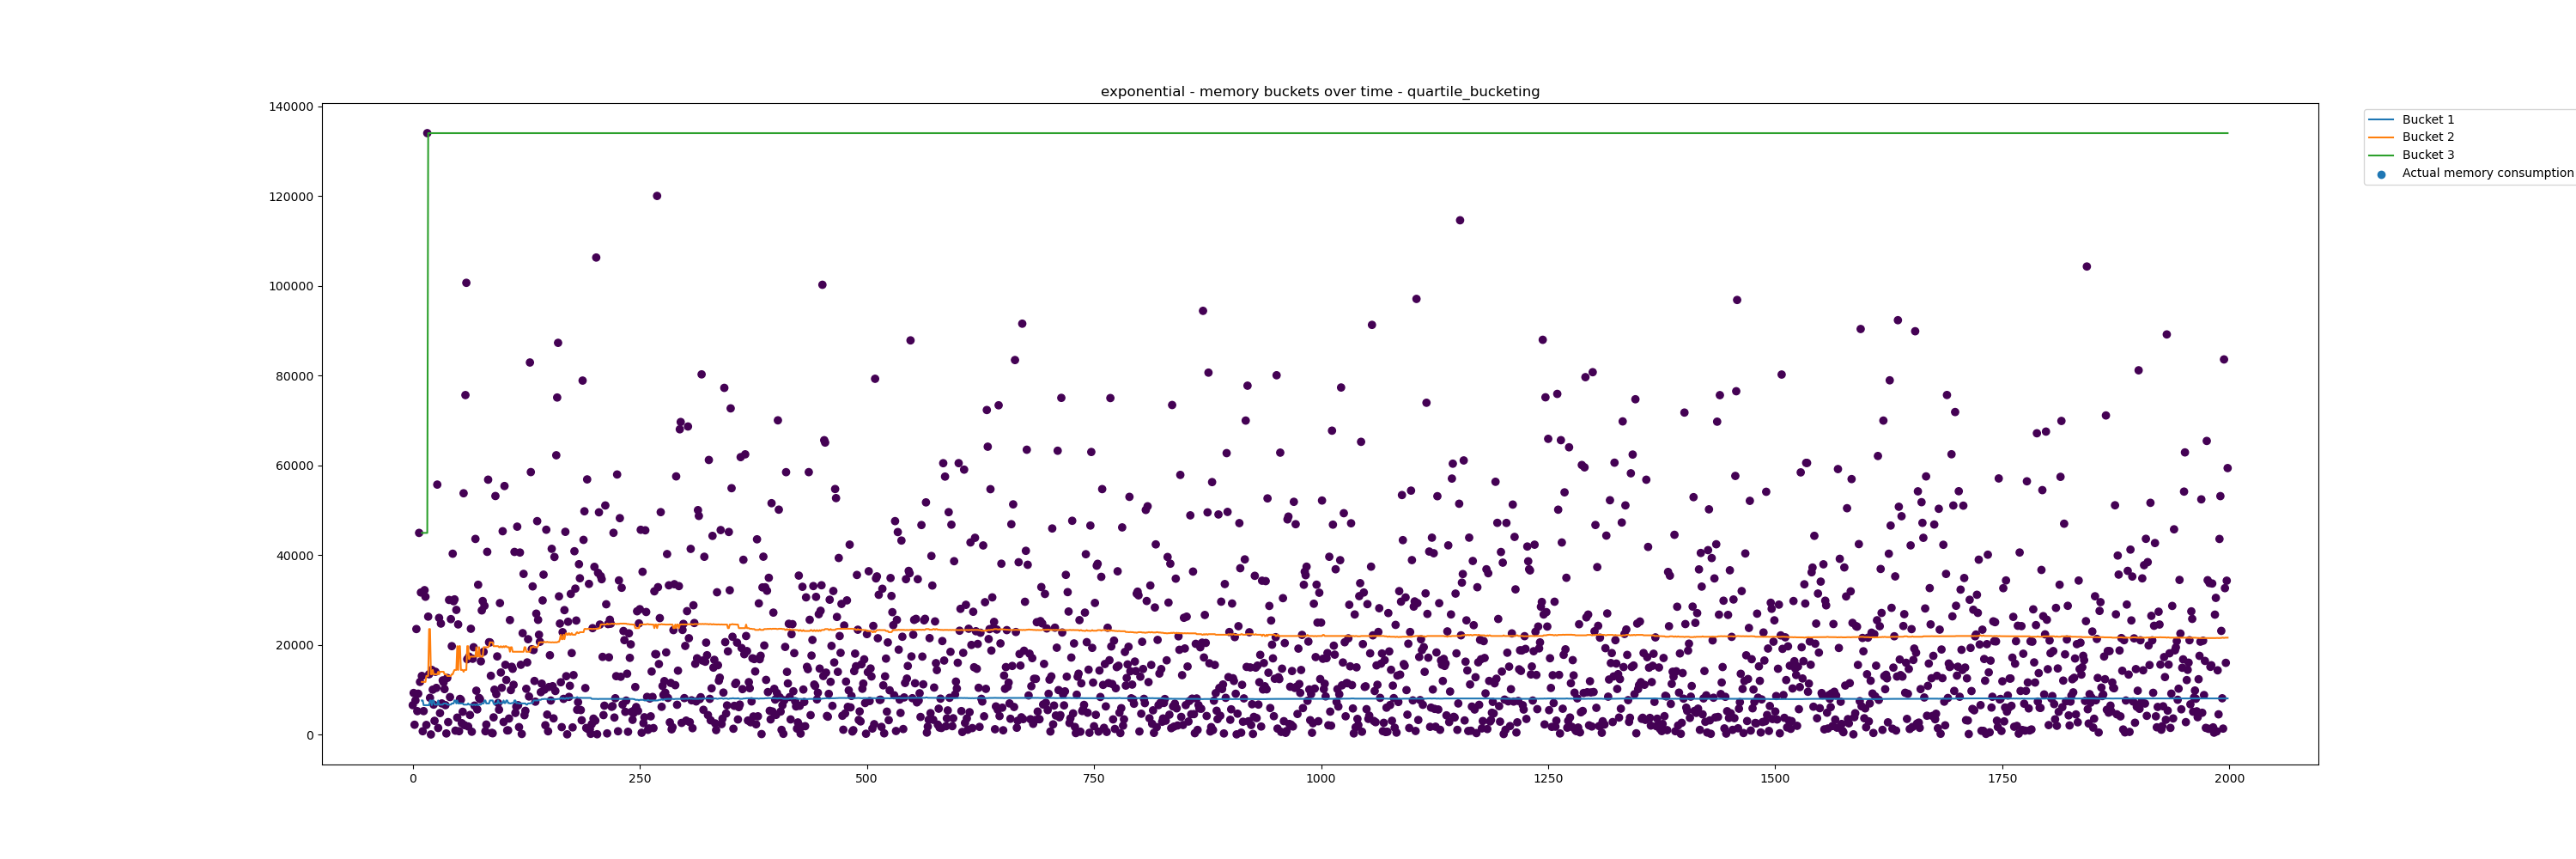 exponential - memory buckets over time - quartile_bucketing
140000
120000
100000
80000
60000
40000
20000
0
0 250 500 750 1000 1250 1500 1750 2000
Bucket 1
Bucket 2
Bucket 3
Actual memory consumption